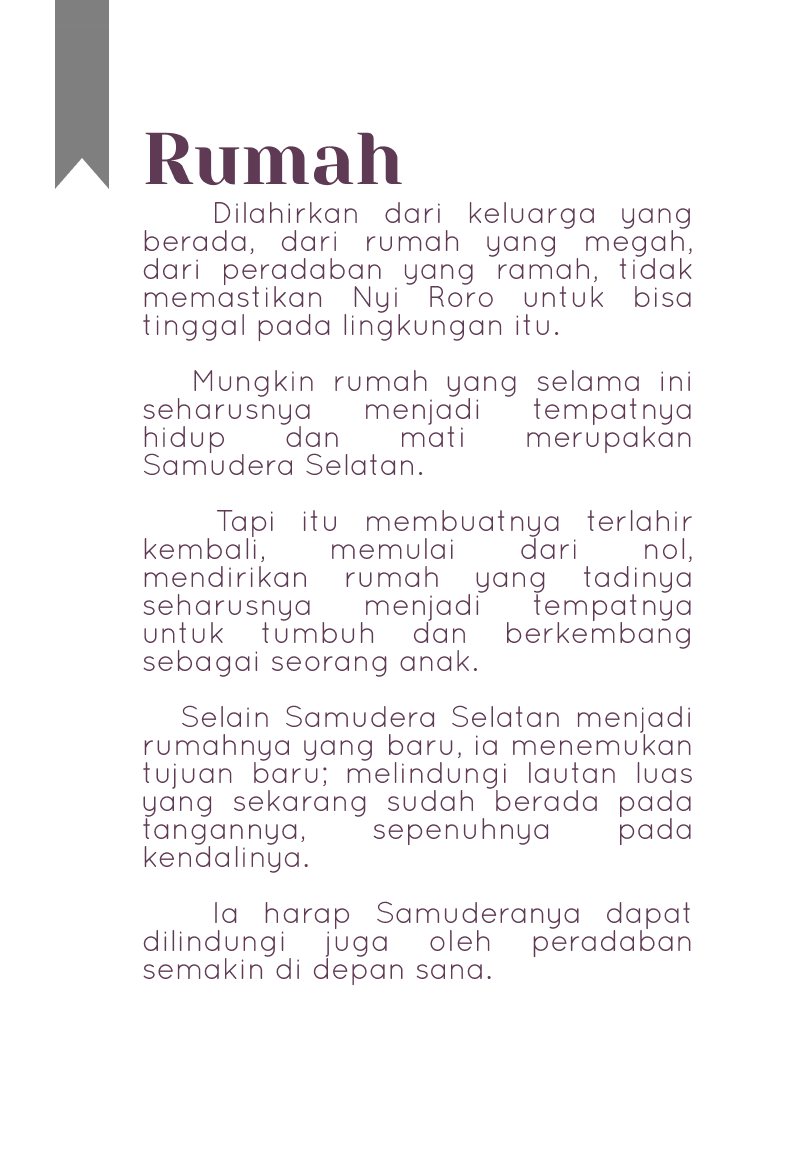 Rumah
Dilahirkan dari keluarga yang
berada, dari rumah yang megah,
dari peradaban yang ramah, tidak
memastikan Nyi Roro untuk bisa
tinggal pada lingkungan itu.
Mungkin rumah yang selama ini
seharusnya menjadi tempatnya
hidup dan mati merupakan
Samudera Selatan.
Tapi itu membuatnya terlahir
kembali, memulai dari nol,
mendirikan rumah yang tadinya
seharusnya menjadi tempatnya
untuk tumbuh dan berkembang
sebagai seorang anak.
Selain Samudera Selatan menjadi
rumahnya yang baru, ia menemukan
tujuan baru; melindungi lautan luas
yang sekarang sudah berada pada
tangannya, sepenuhnya pada
kendalinya.
Ia harap Samuderanya dapat
dilindungi juga oleh peradaban
semakin di depan sana.